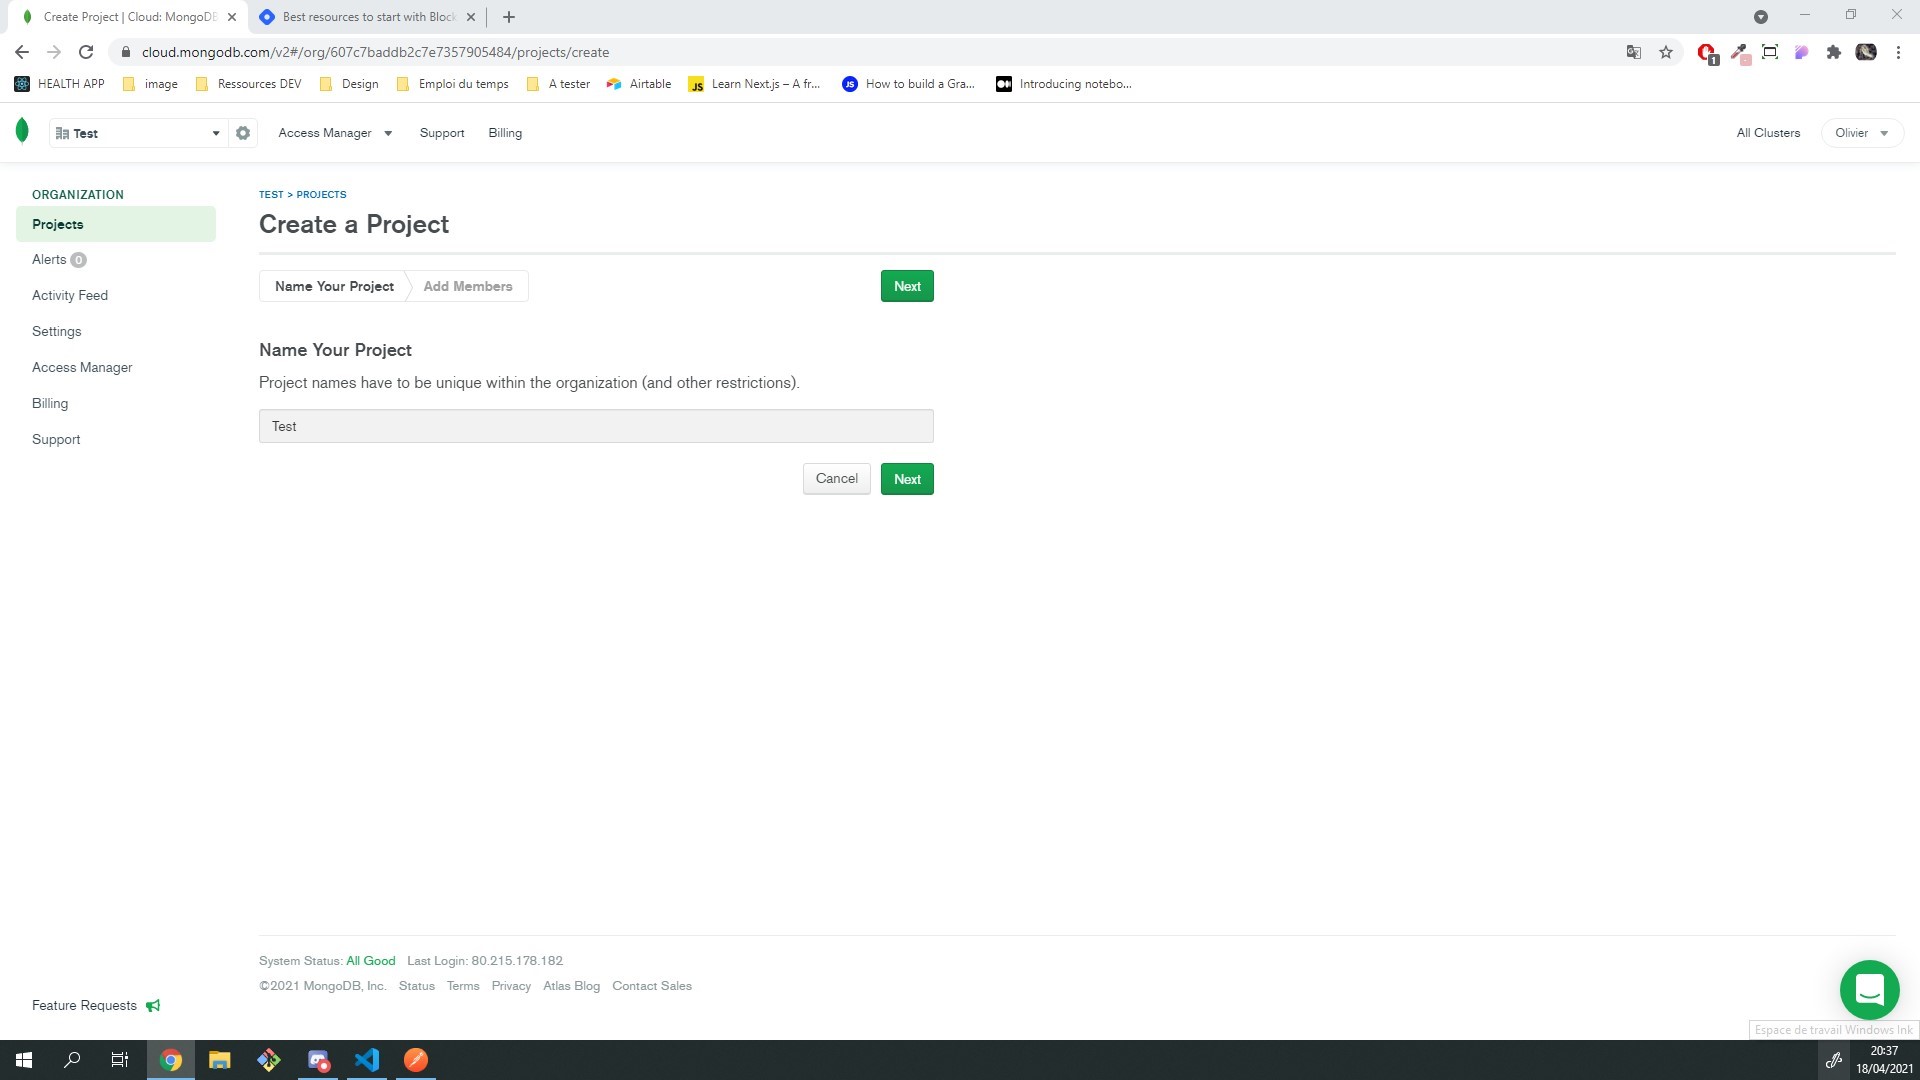 Create Project | Cloud: MongoDB
Best resources to start with Block
cloud.mongodb.com/v2#/org/607c7baddb2c7e7357905484/projects/create
HEALTH APP image Ressources DEV Design Emploi du temps A tester Airtable Learn Next.js – A fr... How to build a Gra... Introducing notebo...
Test Access Manager Support Billing All Clusters Olivier
ORGANIZATION
Projects
Alerts 0
Activity Feed
Settings
Access Manager
Billing
Support
Feature Requests
TEST > PROJECTS
Create a Project
Name Your Project Add Members Next
Name Your Project
Project names have to be unique within the organization (and other restrictions).
Test
Cancel Next
System Status: All Good Last Login: 80.215.178.182
©2021 MongoDB, Inc. Status Terms Privacy Atlas Blog Contact Sales
Espace de travail Windows Ink
20:37
18/04/2021